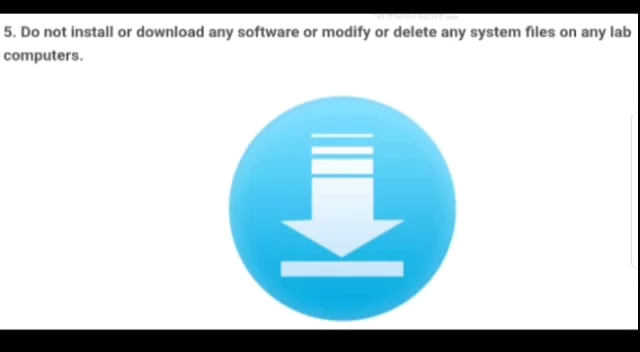 5. Do not install or download any software or modify or delete any system files on any lab
computers.